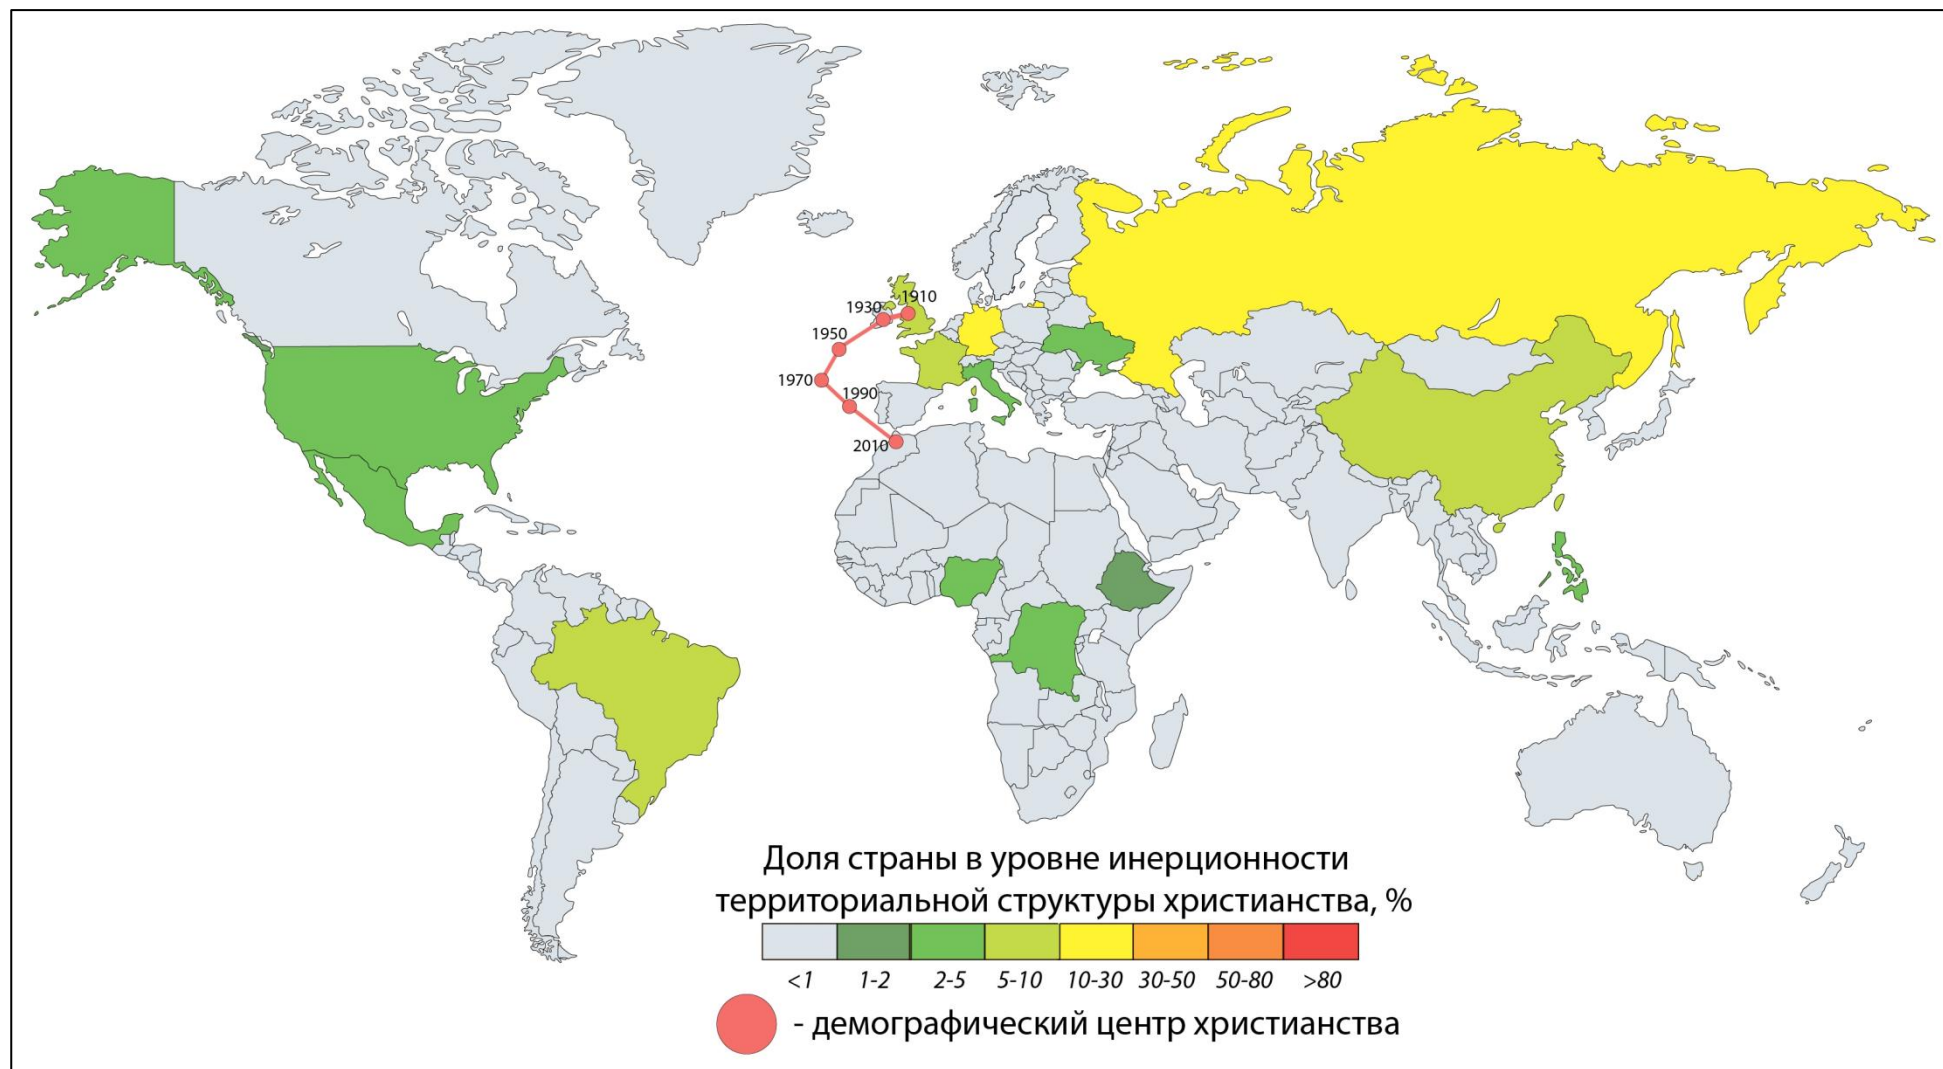 1910
1930
1950
1970
1990
2010
Доля страны в уровне инерционности
территориальной структуры христианства, %
<1 1-2 2-5 5-10 10-30 30-50 50-80 >80
- демографический центр христианства